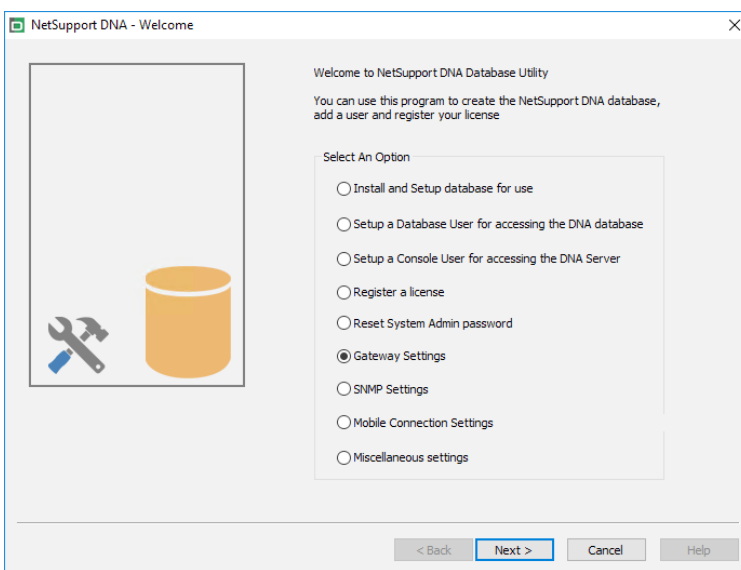 NetSupport DNA - Welcome
Welcome to NetSupport DNA Database Utility
You can use this program to create the NetSupport DNA database,
add a user and register your license
Select An Option
Install and Setup database for use
Setup a Database User for accessing the DNA database
Setup a Console User for accessing the DNA Server
Register a license
Reset System Admin password
Gateway Settings
SNMP Settings
Mobile Connection Settings
Miscellaneous settings
< Back Next > Cancel Help